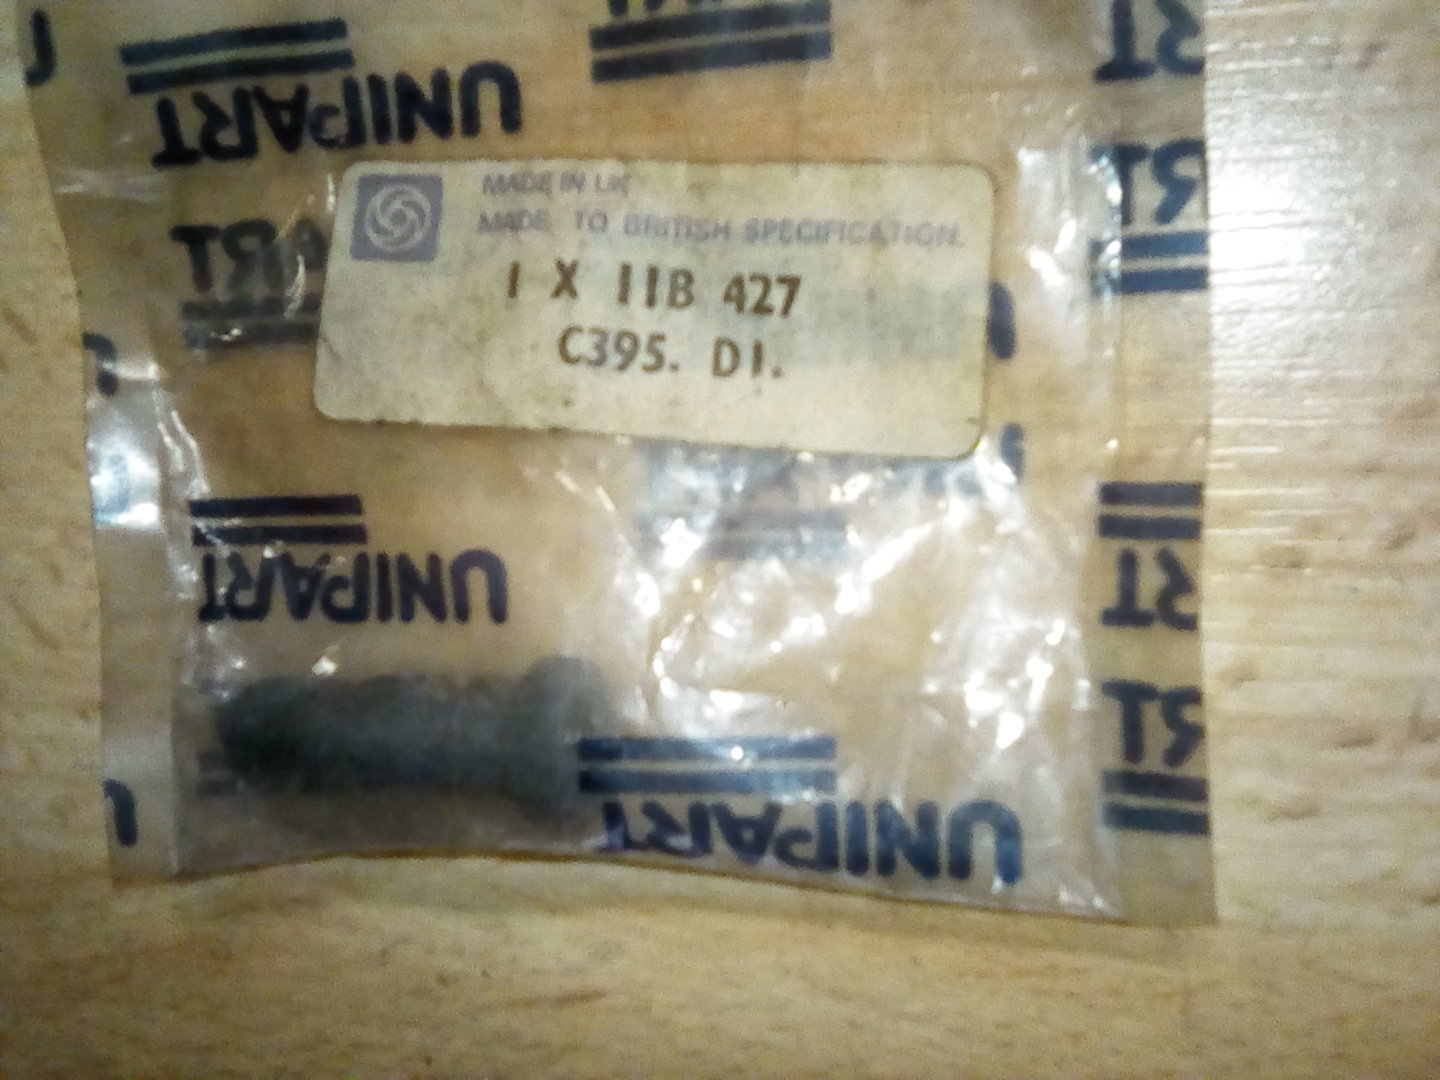 UNIPART
MADE IN UK
MADE TO BRITISH SPECIFICATION.
1 X 11B 427
C395. D1.
UNIPART
UNIPART